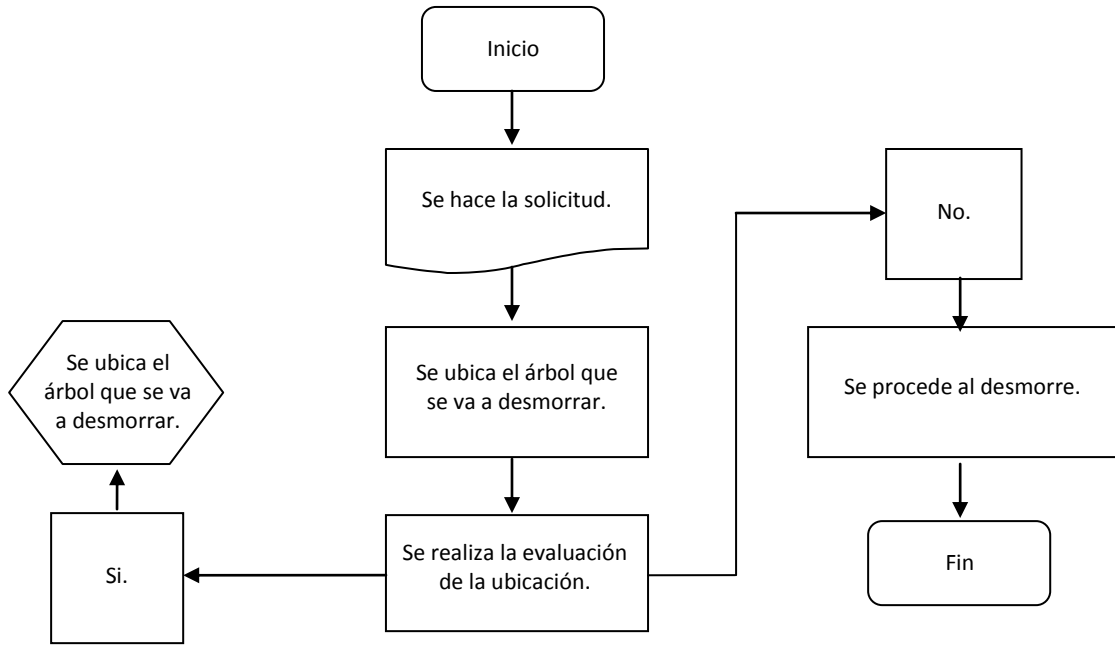 Inicio
Se hace la solicitud.
No.
Se ubica el
árbol que se va
a desmorrar.
Se ubica el árbol que
se va a desmorrar.
Se procede al desmorre.
Si.
Se realiza la evaluación
de la ubicación.
Fin